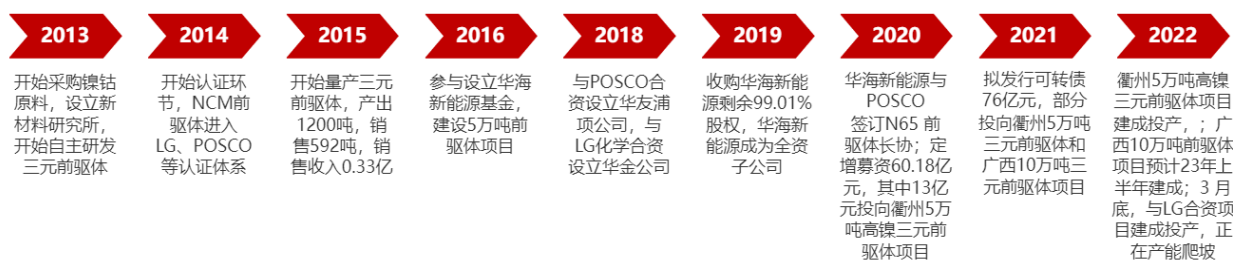 2013
开始采购镍钴
原料，设立新
材料研究所，
开始自主研发
三元前驱体
2014
开始认证环
节，NCM前
驱体进入
LG、POSCO
等认证体系
2015
开始量产三元
前驱体，产出
1200吨，销
售592吨，销
售收入0.33亿
2016
参与设立华海
新能源基金，
建设5万吨前
驱体项目
2018
与POSCO合
资设立华友浦
项公司，与
LG化学合资
设立华金公司
2019
收购华海新能
源剩余99.01%
股权，华海新
能源成为全资
子公司
2020
华海新能源与
POSCO
签订N65 前
驱体长协；定
增募资60.18亿
元，其中13亿
元投向衢州5万
吨高镍三元前
驱体项目
2021
拟发行可转债
76亿元，部分
投向衢州5万吨
三元前驱体和
广西10万吨三
元前驱体项目
2022
衢州5万吨高镍
三元前驱体项目
建成投产，；广
西10万吨前驱体
项目预计23年上
半年建成；3 月
底，与LG合资项
目建成投产，正
在产能爬坡